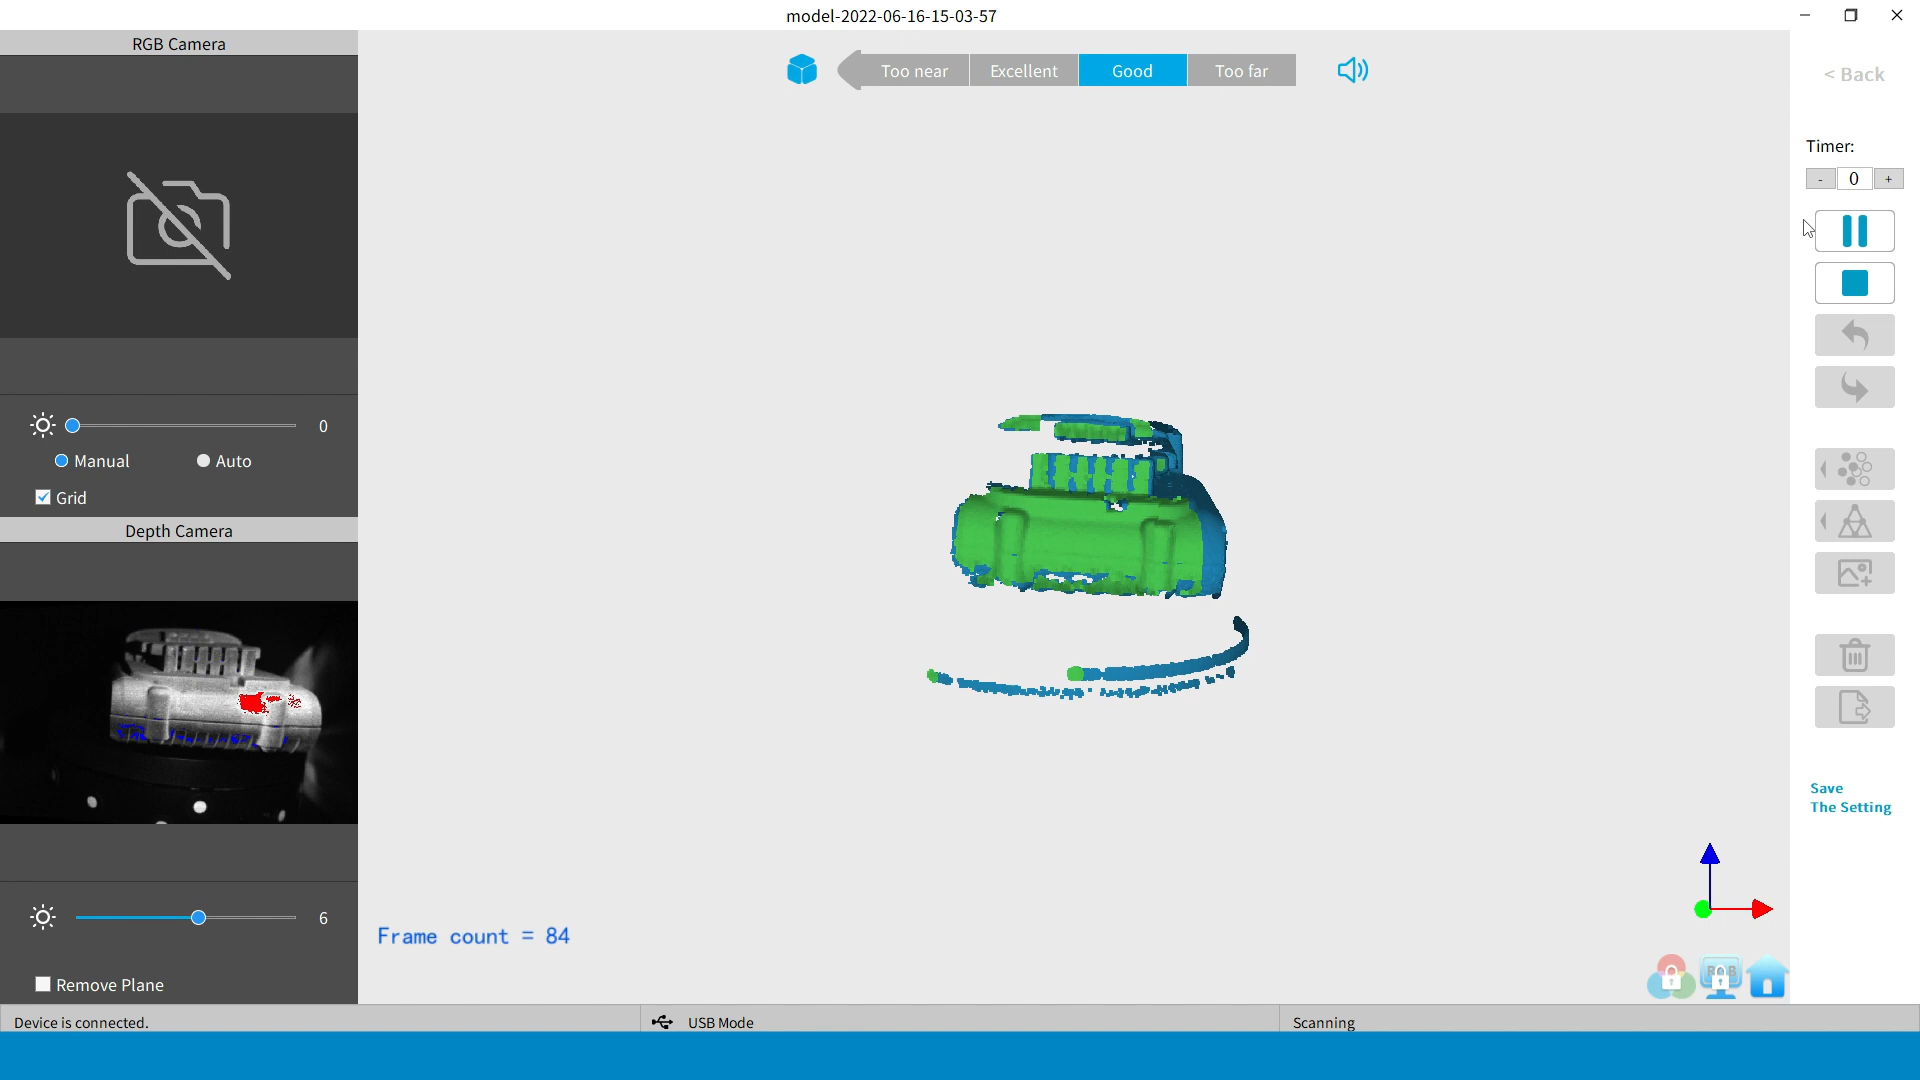 model-2022-06-16-15-03-57
RGB Camera
Too near
Excellent
Good
Too far
< Back
Timer:
- 0 +
0
Manual
Auto
Grid
Depth Camera
Save
The Setting
6
Frame count = 84
Remove Plane
RGB
Device is connected.
USB Mode
Scanning